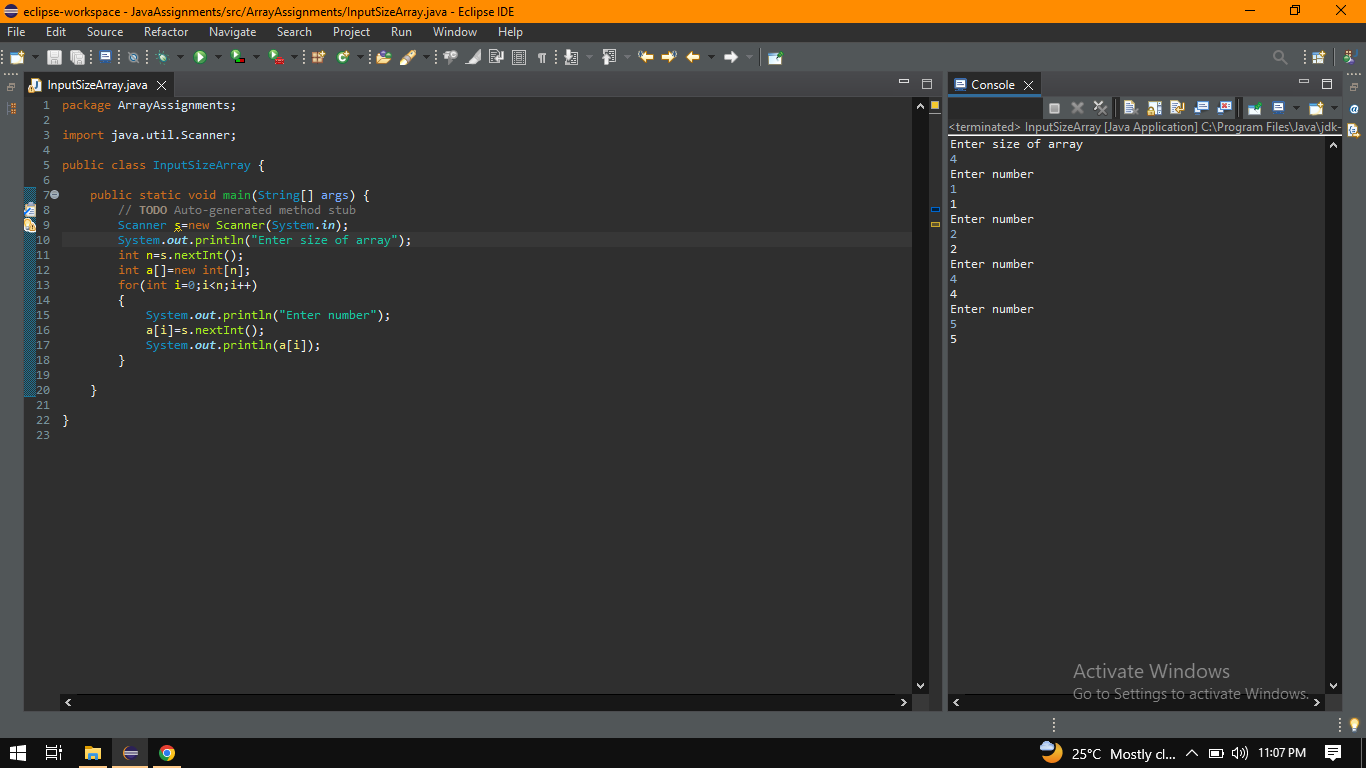 eclipse-workspace - JavaAssignments/src/ArrayAssignments/InputSizeArray.java - Eclipse IDE
File Edit Source Refactor Navigate Search Project Run Window Help
InputSizeArray.java
1 package ArrayAssignments;
2
3 import java.util.Scanner;
4
5 public class InputSizeArray {
6
7 public static void main(String[] args) {
8 // TODO Auto-generated method stub
9 Scanner s=new Scanner(System.in);
10 System.out.println("Enter size of array");
11 int n=s.nextInt();
12 int a[]=new int[n];
13 for(int i=0;i<n;i++)
14 {
15 System.out.println("Enter number");
16 a[i]=s.nextInt();
17 System.out.println(a[i]);
18 }
19
20 }
21
22 }
23
Console
<terminated> InputSizeArray [Java Application] C:\Program Files\Java\jdk-
Enter size of array
4
Enter number
1
1
Enter number
2
2
Enter number
4
4
Enter number
5
5
Activate Windows
Go to Settings to activate Windows.
25°C Mostly cl... 11:07 PM